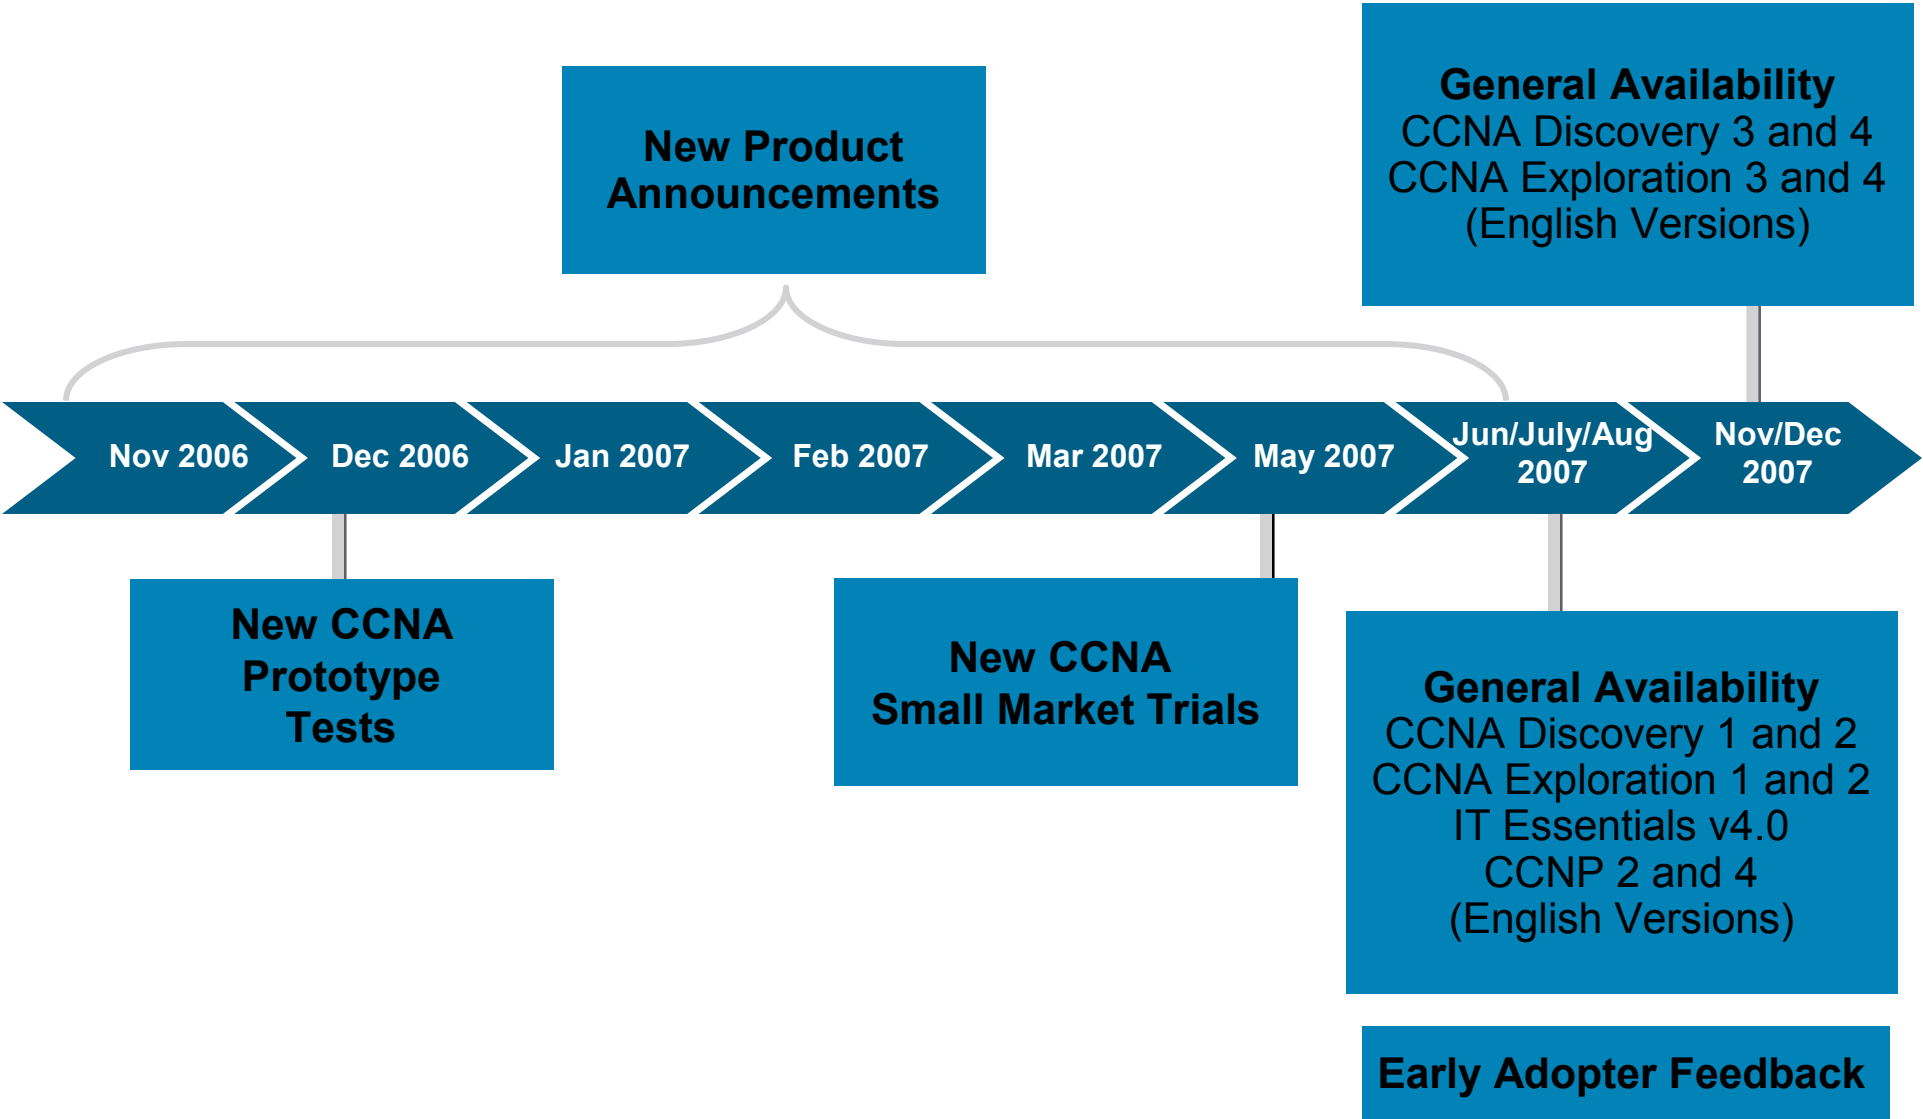 General Availability
CCNA Discovery 3 and 4
CCNA Exploration 3 and 4
(English Versions)
New Product
Announcements
Nov 2006
Dec 2006
Jan 2007
Feb 2007
Mar 2007
May 2007
Jun/July/Aug
2007
Nov/Dec
2007
New CCNA
Prototype
Tests
New CCNA
Small Market Trials
General Availability
CCNA Discovery 1 and 2
CCNA Exploration 1 and 2
IT Essentials v4.0
CCNP 2 and 4
(English Versions)
Early Adopter Feedback